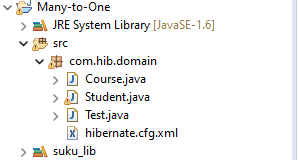 Many-to-One
JRE System Library [JavaSE-1.6]
src
com.hib.domain
Course.java
Student.java
Test.java
hibernate.cfg.xml
suku_lib